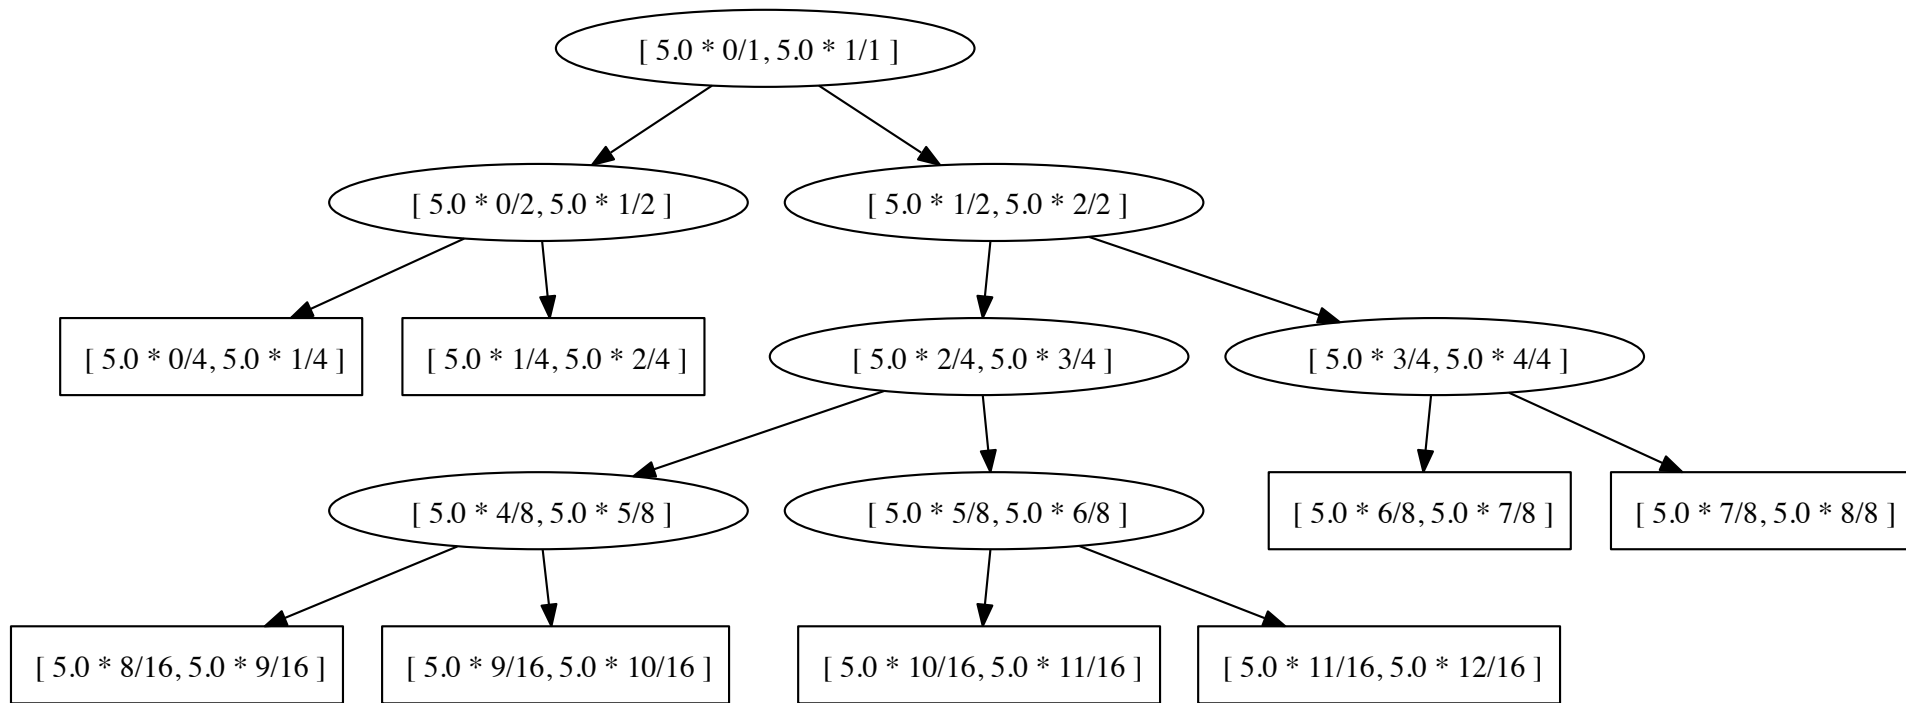 [ 5.0 * 0/1, 5.0 * 1/1 ]
[ 5.0 * 0/2, 5.0 * 1/2 ]
[ 5.0 * 1/2, 5.0 * 2/2 ]
[ 5.0 * 0/4, 5.0 * 1/4 ]
[ 5.0 * 1/4, 5.0 * 2/4 ]
[ 5.0 * 2/4, 5.0 * 3/4 ]
[ 5.0 * 3/4, 5.0 * 4/4 ]
[ 5.0 * 4/8, 5.0 * 5/8 ]
[ 5.0 * 5/8, 5.0 * 6/8 ]
[ 5.0 * 6/8, 5.0 * 7/8 ]
[ 5.0 * 7/8, 5.0 * 8/8 ]
[ 5.0 * 8/16, 5.0 * 9/16 ]
[ 5.0 * 9/16, 5.0 * 10/16 ]
[ 5.0 * 10/16, 5.0 * 11/16 ]
[ 5.0 * 11/16, 5.0 * 12/16 ]